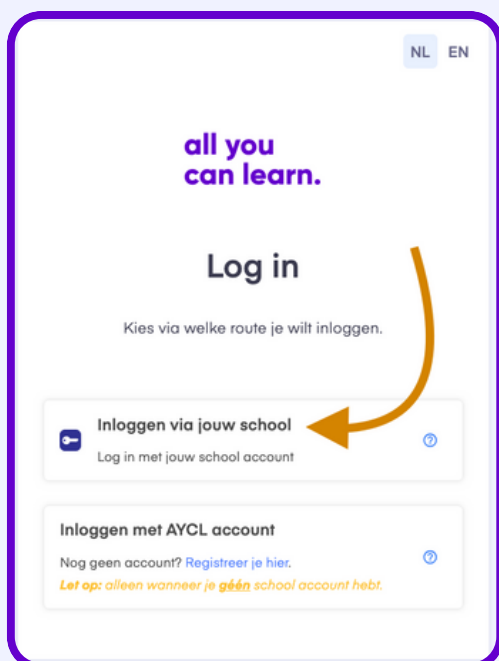 NL EN
all you
can learn.
Log in
Kies via welke route je wilt inloggen.
Inloggen via jouw school
Log in met jouw school account
Inloggen met AYCL account
Nog geen account? Registreer je hier.
Let op: alleen wanneer je géén school account hebt.